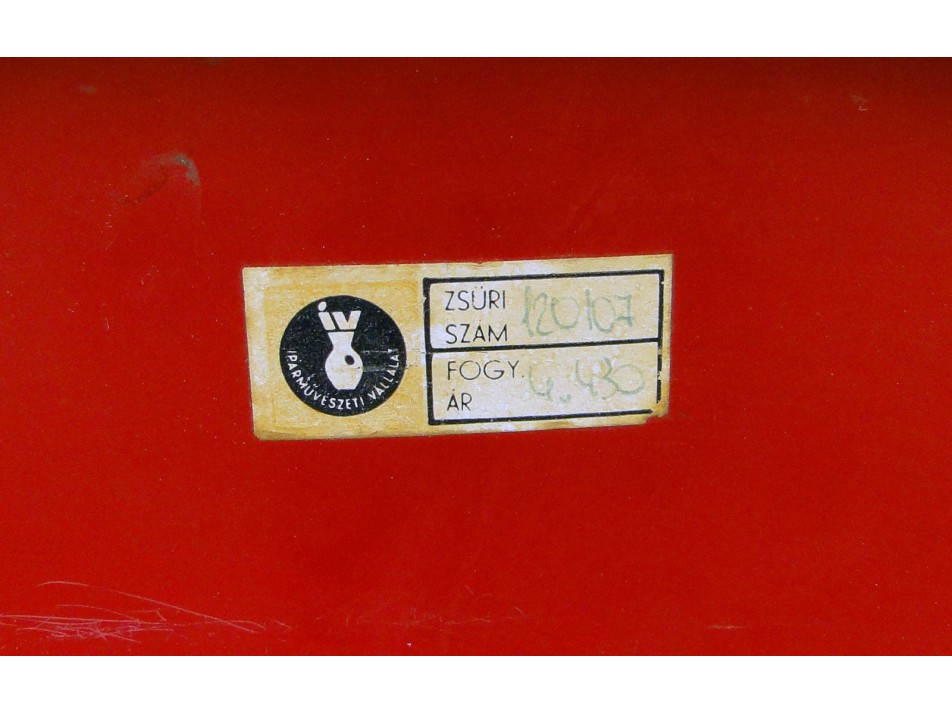 iv
IPARMŰVÉSZETI VÁLLALAT
ZSŰRI
SZÁM 120107
FOGY.
ÁR 4.430